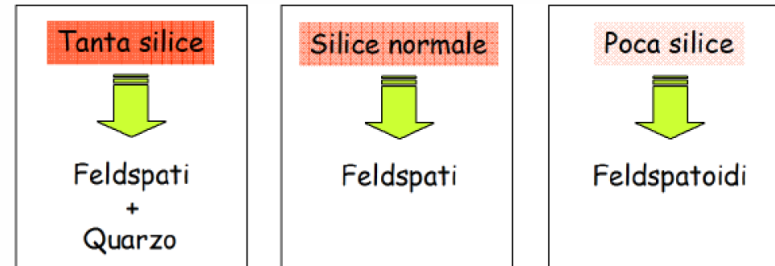 Tanta silice
Feldspati
+
Quarzo
Silice normale
Feldspati
Poca silice
Feldspatoidi